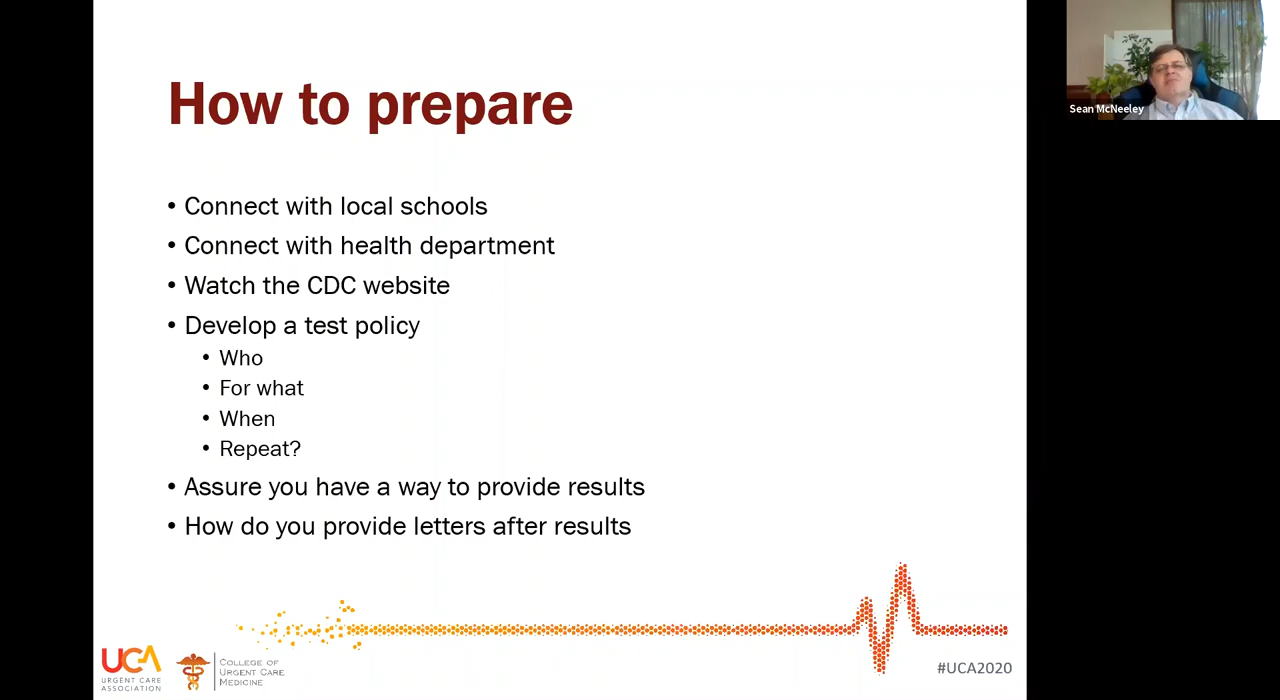 How to prepare
• Connect with local schools
• Connect with health department
• Watch the CDC website
• Develop a test policy
• Who
• For what
• When
• Repeat?
• Assure you have a way to provide results
• How do you provide letters after results
UCA
URGENT CARE
ASSOCIATION
COLLEGE OF
URGENT CARE
MEDICINE
#UCA2020
Sean McNeeley